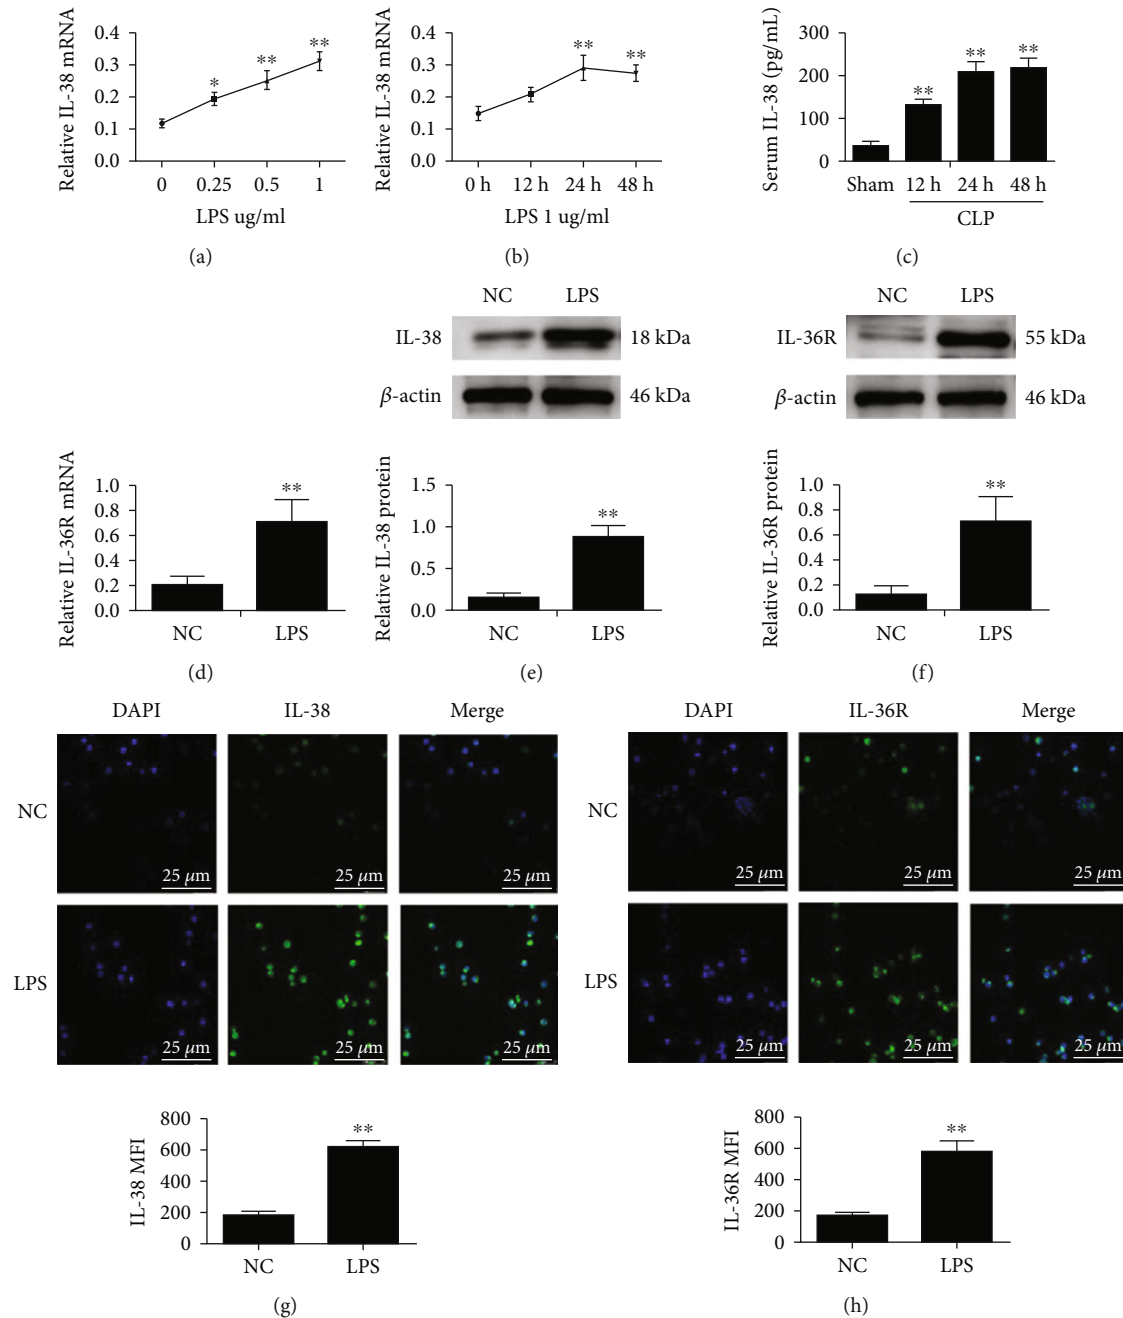 Relative IL-38 mRNA
0.4
0.3
0.2
0.1
0.0
*
**
**
0 0.25 0.5 1
LPS ug/ml
(a)
Relative IL-38 mRNA
0.4
0.3
0.2
0.1
0.0
**
**
0 h 12 h 24 h 48 h
LPS 1 ug/ml
(b)
Serum IL-38 (pg/mL)
300
200
100
0
**
**
**
Sham 12 h 24 h 48 h
CLP
(c)
NC LPS
IL-38 18 kDa
β-actin 46 kDa
NC LPS
IL-36R 55 kDa
β-actin 46 kDa
Relative IL-36R mRNA
1.0
0.8
0.6
0.4
0.2
0.0
**
NC LPS
(d)
Relative IL-38 protein
1.5
1.0
0.5
0.0
**
NC LPS
(e)
Relative IL-36R protein
1.0
0.8
0.6
0.4
0.2
0.0
**
NC LPS
(f)
DAPI IL-38 Merge
NC
25 μm 25 μm 25 μm
LPS
25 μm 25 μm 25 μm
IL-38 MFI
800
600
400
200
0
**
NC LPS
(g)
DAPI IL-36R Merge
NC
25 μm 25 μm 25 μm
LPS
25 μm 25 μm 25 μm
IL-36R MFI
800
600
400
200
0
**
NC LPS
(h)